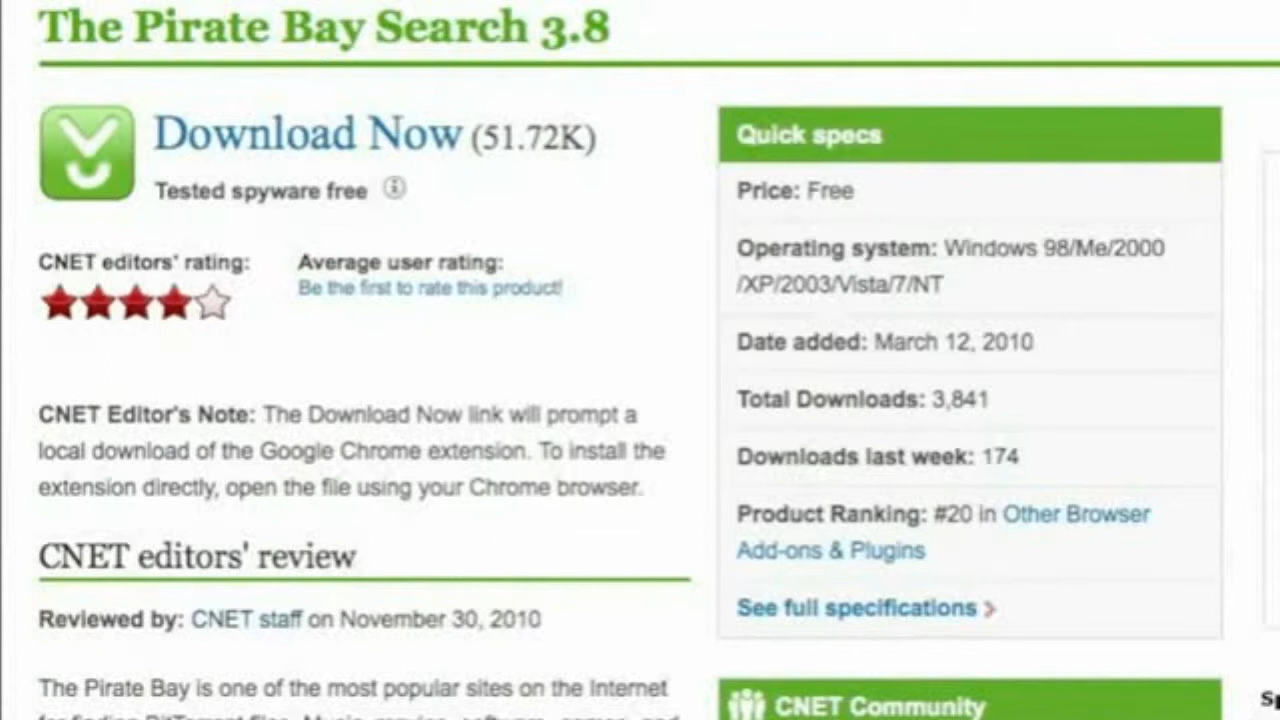 The Pirate Bay Search 3.8
Download Now (51.72K)
Tested spyware free
CNET editors' rating:
Average user rating:
Be the first to rate this product!
CNET Editor's Note: The Download Now link will prompt a
local download of the Google Chrome extension. To install the
extension directly, open the file using your Chrome browser.
CNET editors' review
Reviewed by: CNET staff on November 30, 2010
The Pirate Bay is one of the most popular sites on the Internet
Quick specs
Price: Free
Operating system: Windows 98/Me/2000
/XP/2003/Vista/7/NT
Date added: March 12, 2010
Total Downloads: 3,841
Downloads last week: 174
Product Ranking: #20 in Other Browser
Add-ons & Plugins
See full specifications
CNET Community